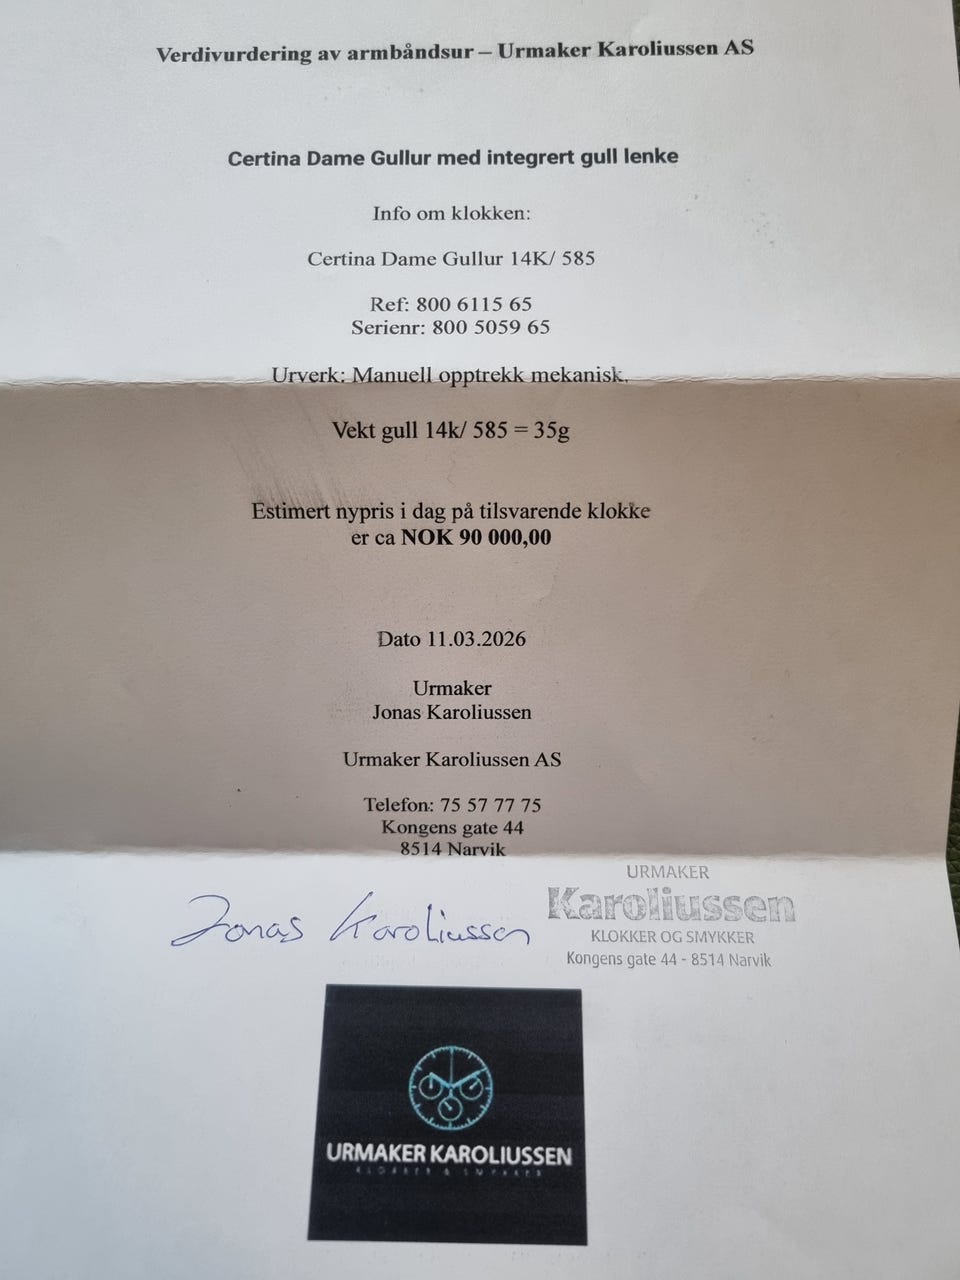 Verdivurdering av armbåndsur – Urmaker Karoliussen AS
Certina Dame Gullur med integrert gull lenke
Info om klokken:
Certina Dame Gullur 14K/ 585
Ref: 800 6115 65
Serienr: 800 5059 65
Urverk: Manuell opptrekk mekanisk.
Vekt gull 14k/ 585 = 35g
Estimert nypris i dag på tilsvarende klokke
er ca NOK 90 000,00
Dato 11.03.2026
Urmaker
Jonas Karoliussen
Urmaker Karoliussen AS
Telefon: 75 57 77 75
Kongens gate 44
8514 Narvik
Jonas Karoliussen
URMAKER
Karoliussen
KLOKKER OG SMYKKER
Kongens gate 44 - 8514 Narvik
URMAKER KAROLIUSSEN
KLOKKER & SMYKKER